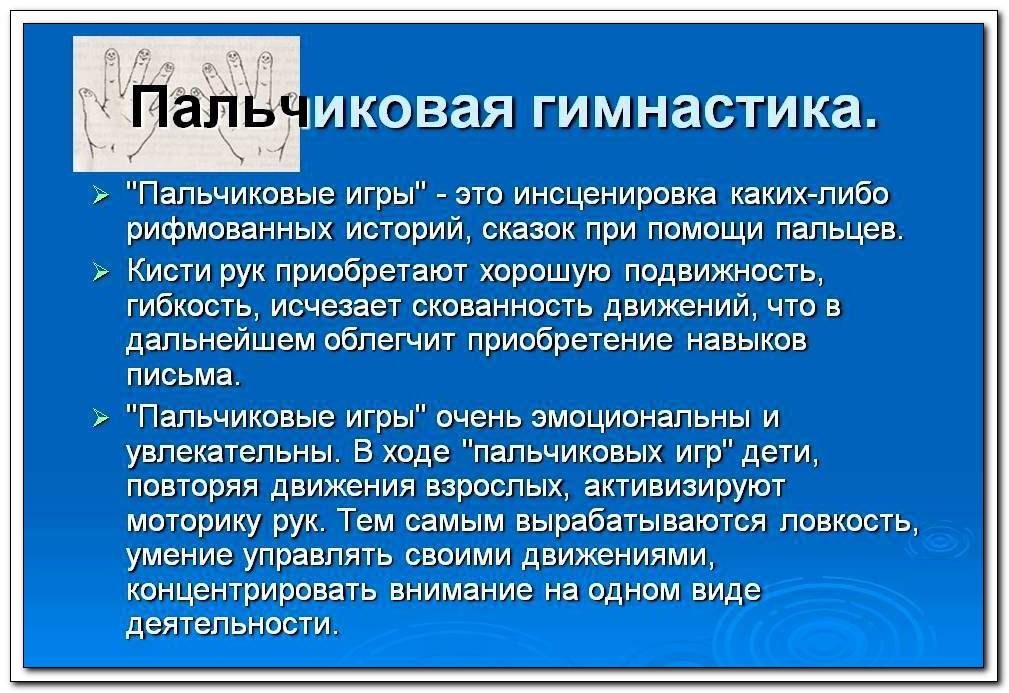 Пальчиковая гимнастика.
"Пальчиковые игры" - это инсценировка каких-либо
рифмованных историй, сказок при помощи пальцев.
Кисти рук приобретают хорошую подвижность,
гибкость, исчезает скованность движений, что в
дальнейшем облегчит приобретение навыков
письма.
"Пальчиковые игры" очень эмоциональны и
увлекательны. В ходе "пальчиковых игр" дети,
повторяя движения взрослых, активизируют
моторику рук. Тем самым вырабатываются ловкость,
умение управлять своими движениями,
концентрировать внимание на одном виде
деятельности.